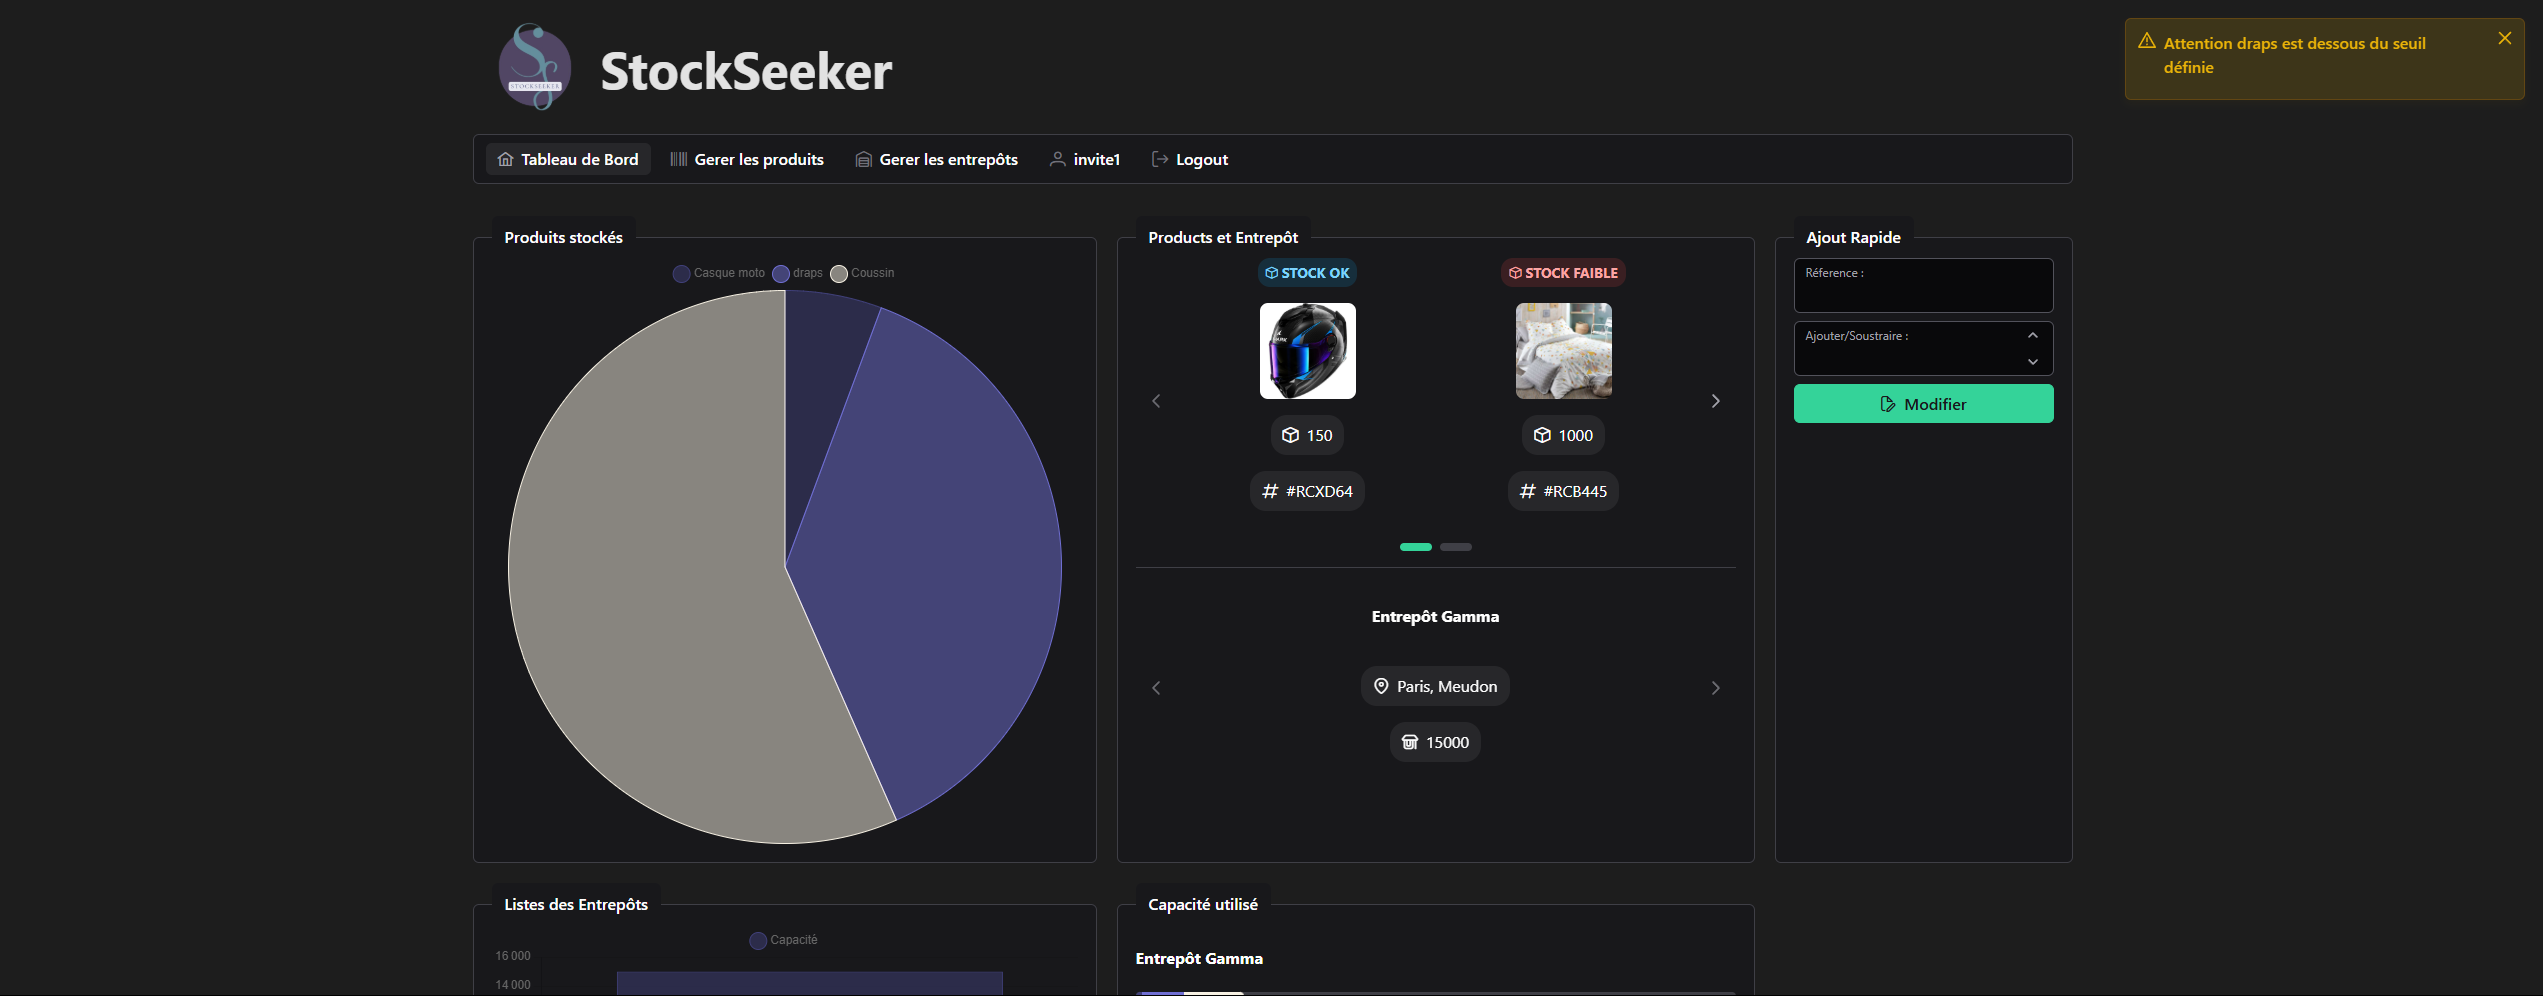 STOCKSEEKER
StockSeeker
Attention draps est dessous du seuil
définie
Tableau de Bord
Gerer les produits
Gerer les entrepôts
invite1
Logout
Produits stockés
Casque moto
draps
Coussin
Products et Entrepôt
STOCK OK
STOCK FAIBLE
150
1000
#RCXD64
#RCB445
Entrepôt Gamma
Paris, Meudon
15000
Ajout Rapide
Réference :
Ajouter/Soustraire :
Modifier
Listes des Entrepôts
Capacité
16 000
14 000
Capacité utilisé
Entrepôt Gamma